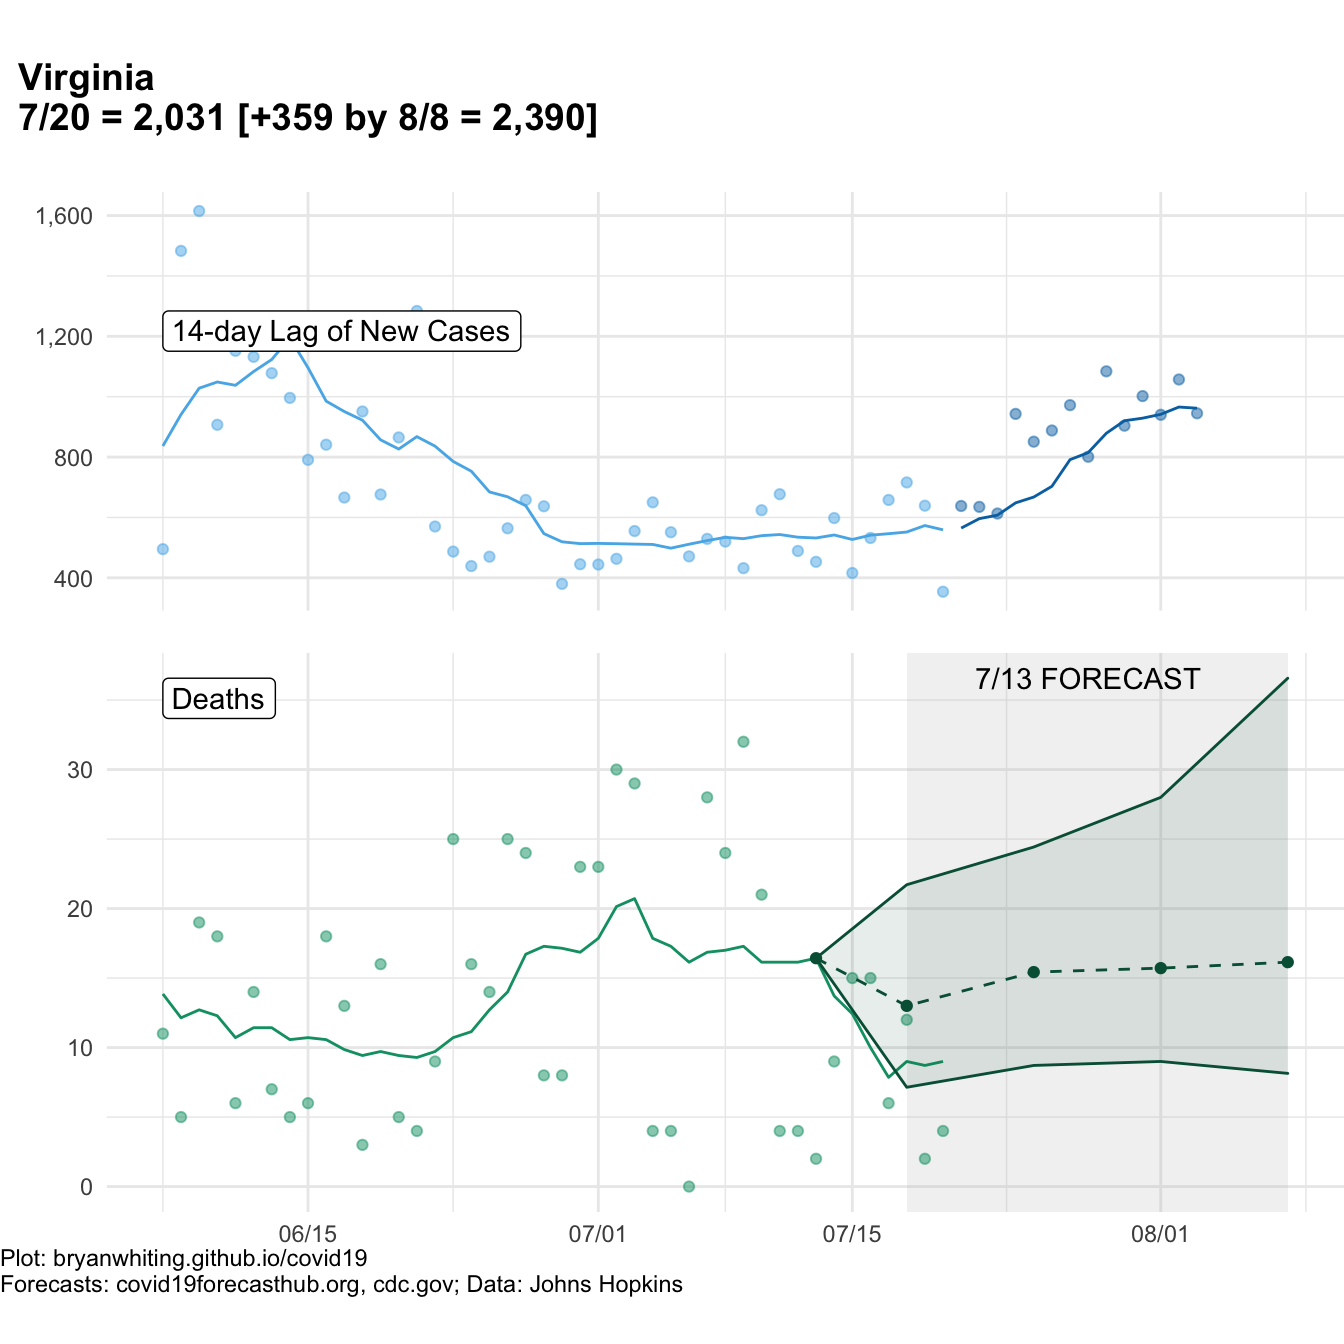 Virginia
7/20 = 2,031 [+359 by 8/8 = 2,390]
1,600
1,200
800
400
14-day Lag of New Cases
Deaths
7/13 FORECAST
30
20
10
0
06/15
07/01
07/15
08/01
Plot: bryanwhiting.github.io/covid19
Forecasts: covid19forecasthub.org, cdc.gov; Data: Johns Hopkins